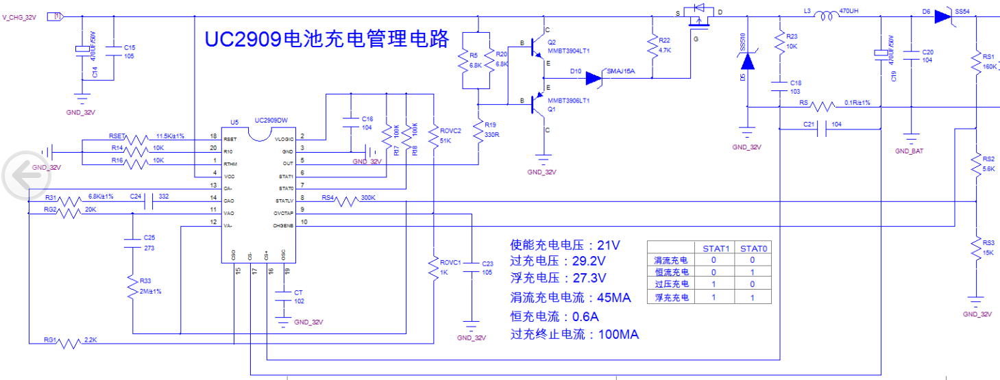 V_CHG_32V
[1]
UC2909电池充电管理电路
470UF/50V
C14
C15
105
GND_32V
R5
6.8K
R20
6.8K
B
C
Q2
MMBT3904LT1
E
D10
SMAJ15A
E
B
MMBT3906LT1
Q1
C
GND_32V
R19
330R
R22
4.7K
S
D
G
SS510
D5
GND_32V
R23
10K
C18
103
L3
470UH
470UF/50V
C19
C20
104
D6
SS54
RS1
160K
RS
0.1R/±1%
C21
104
GND_BAT
RS2
5.6K
RS3
15K
GND_32V
U5
UC2909DW
RSET
11.5K/±1%
18
RSET
R14
10K
20
R10
R16
10K
1
RTHM
GND_32V
4
VCC
13
CA-
R31
6.8K/±1%
C24
332
14
CAO
RG2
20K
11
VAO
12
VA-
VLOGIC
2
GND
3
OUT
5
STAT1
6
STAT0
7
STATLV
8
OVCTAP
9
CHGENB
10
CSO
CS-
CS+
OSC
15
17
16
19
C16
104
GND_32V
R17
100K
R18
100K
ROVC2
51K
RS4
300K
C25
273
R33
2M/±1%
RG1
2.2K
CT
102
GND_32V
ROVC1
1K
C23
105
GND_32V
使能充电电压：21V
过充电压：29.2V
浮充电压：27.3V
涓流充电电流：45MA
恒充电流：0.6A
过充终止电流：100MA
STAT1 STAT0
涓流充电 0 0
恒流充电 0 1
过压充电 1 0
浮充充电 1 1